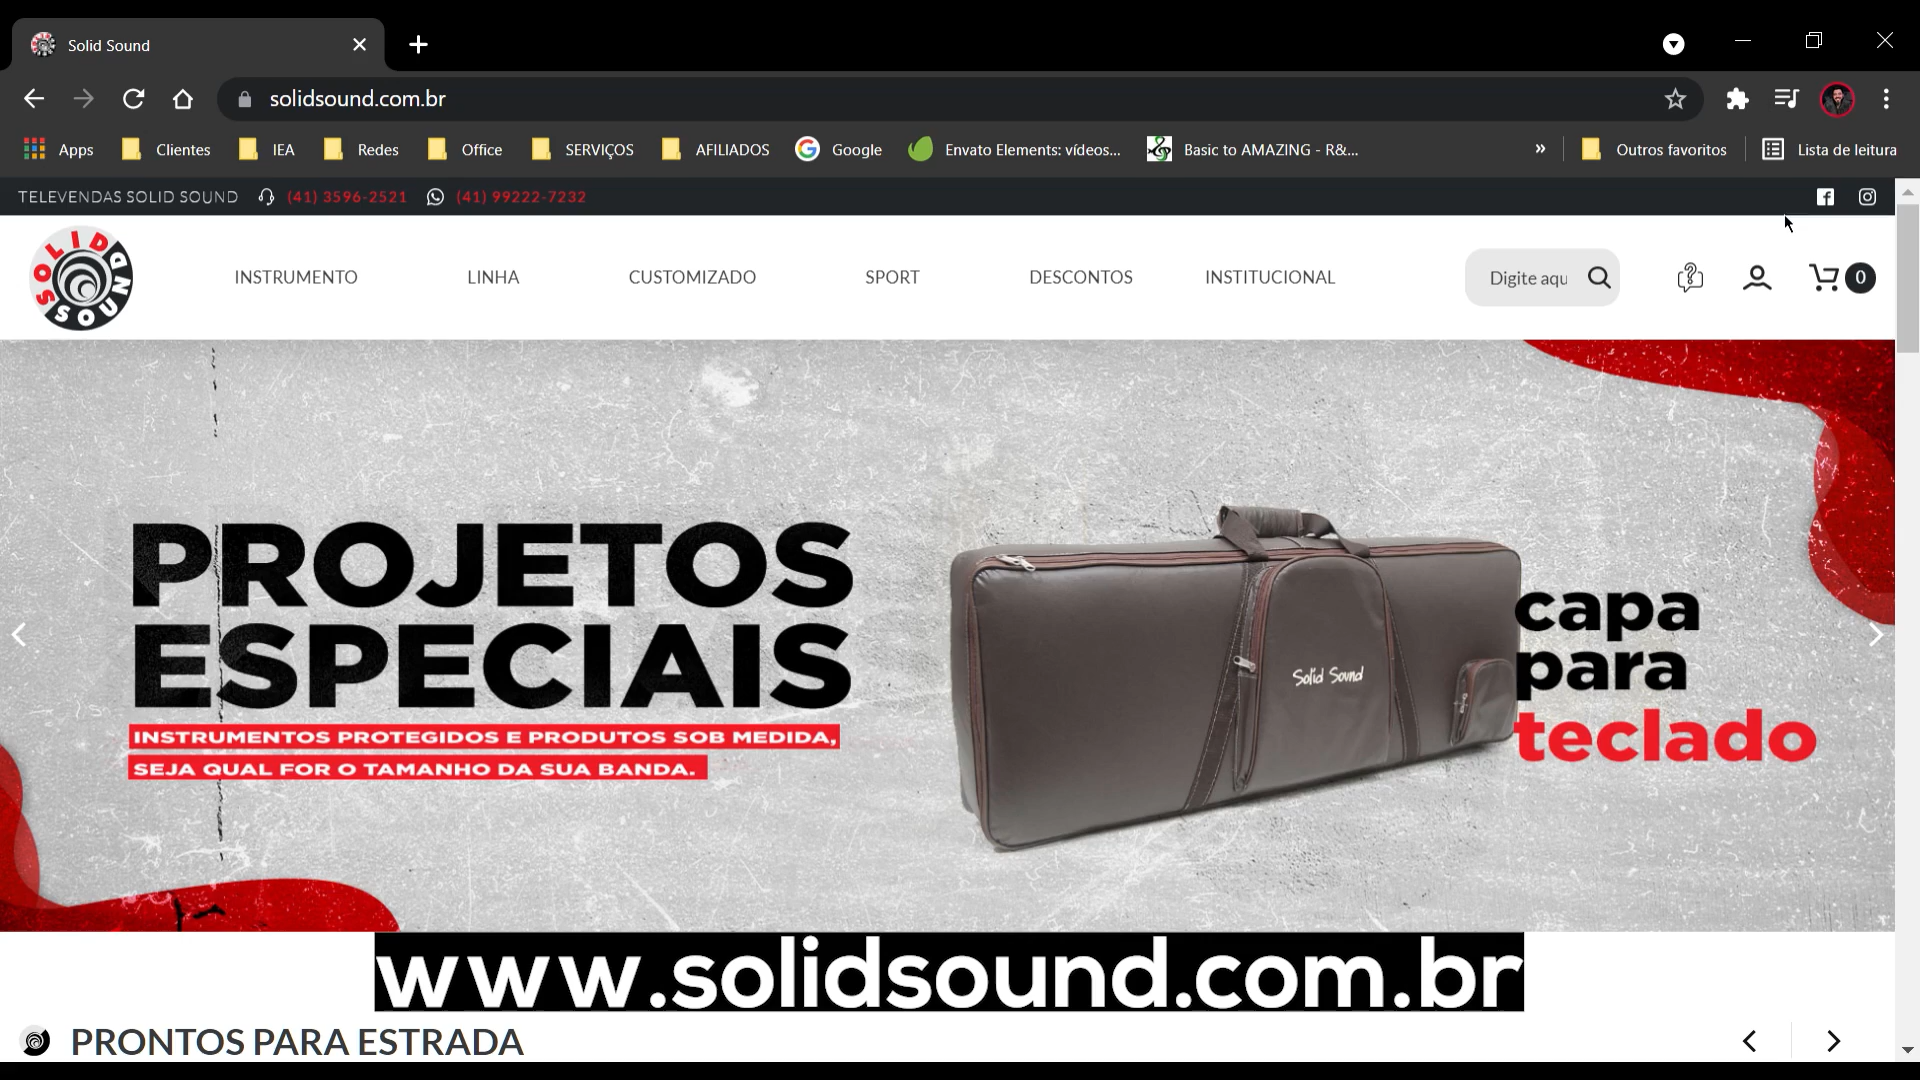 Solid Sound
solidsound.com.br
Apps Clientes IEA Redes Office SERVIÇOS AFILIADOS Google Envato Elements: vídeos... Basic to AMAZING - R&... » Outros favoritos Lista de leitura
TELEVENDAS SOLID SOUND (41) 3596-2521 (41) 99222-7232
SOLID SOUND
INSTRUMENTO LINHA CUSTOMIZADO SPORT DESCONTOS INSTITUCIONAL Digite aqu 0
PROJETOS
ESPECIAIS
INSTRUMENTOS PROTEGIDOS E PRODUTOS SOB MEDIDA,
SEJA QUAL FOR O TAMANHO DA SUA BANDA.
Solid Sound
capa
para
teclado
www.solidsound.com.br
PRONTOS PARA ESTRADA